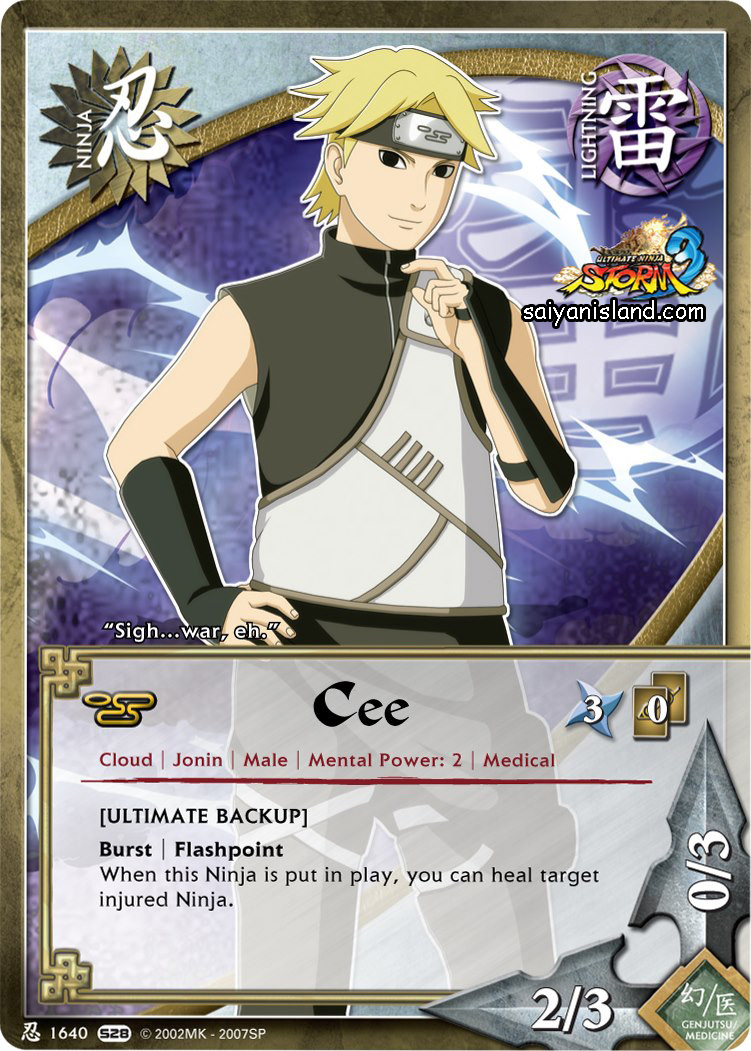 忍
NINJA
雷
LIGHTNING
ULTIMATE NINJA
STORM 3
saiyanisland.com
“Sigh...war, eh.”
Cee
3
0
Cloud | Jonin | Male | Mental Power: 2 | Medical
[ULTIMATE BACKUP]
Burst | Flashpoint
When this Ninja is put in play, you can heal target
injured Ninja.
0/3
2/3
幻/医
GENJUTSU/
MEDICINE
忍 1640 S28 © 2002MK - 2007SP